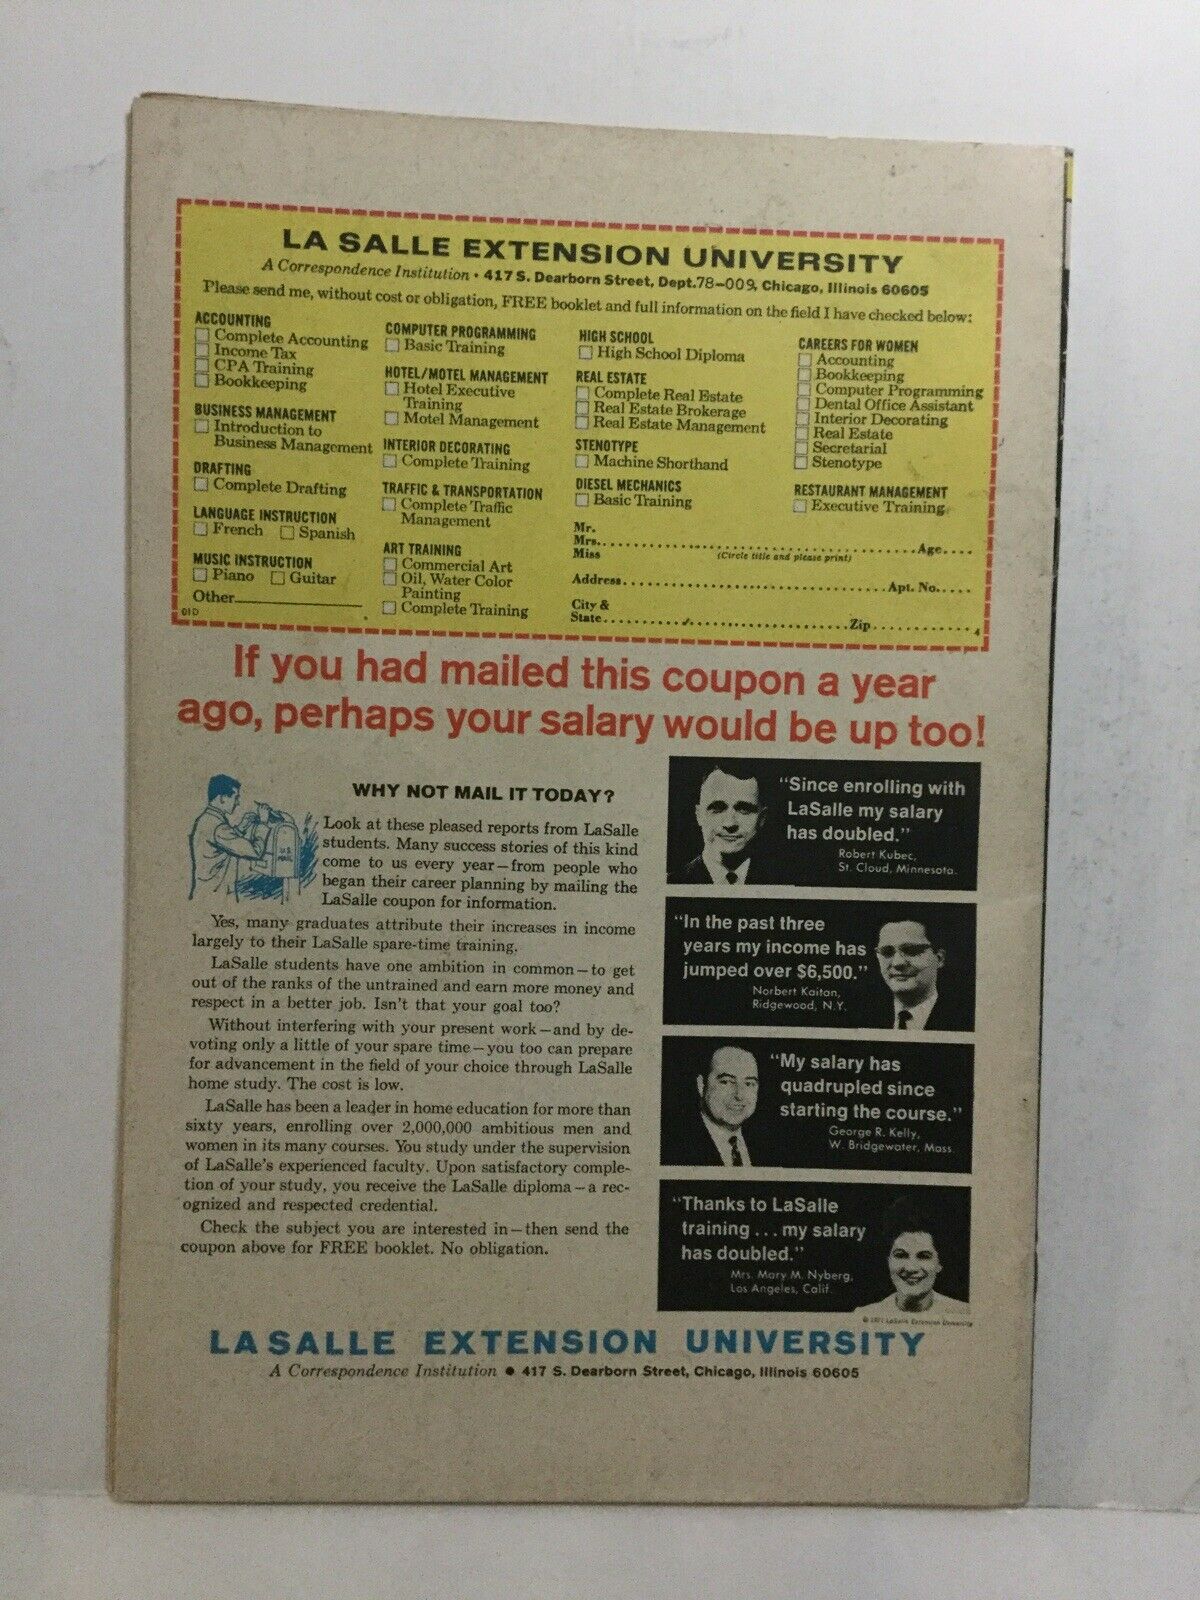 LA SALLE EXTENSION UNIVERSITY
A Correspondence Institution • 417 S. Dearborn Street, Dept. 78-009, Chicago, Illinois 60605
Please send me, without cost or obligation, FREE booklet and full information on the field I have checked below:
ACCOUNTING
Complete Accounting
Income Tax
CPA Training
Bookkeeping
BUSINESS MANAGEMENT
Introduction to
Business Management
DRAFTING
Complete Drafting
LANGUAGE INSTRUCTION
French Spanish
MUSIC INSTRUCTION
Piano Guitar
Other
01D
COMPUTER PROGRAMMING
Basic Training
HOTEL/MOTEL MANAGEMENT
Hotel Executive
Training
Motel Management
INTERIOR DECORATING
Complete Training
TRAFFIC & TRANSPORTATION
Complete Traffic
Management
ART TRAINING
Commercial Art
Oil, Water Color
Painting
Complete Training
HIGH SCHOOL
High School Diploma
REAL ESTATE
Complete Real Estate
Real Estate Brokerage
Real Estate Management
STENOTYPE
Machine Shorthand
DIESEL MECHANICS
Basic Training
CAREERS FOR WOMEN
Accounting
Bookkeeping
Computer Programming
Dental Office Assistant
Interior Decorating
Real Estate
Secretarial
Stenotype
RESTAURANT MANAGEMENT
Executive Training
Mr.
Mrs. Age
Miss (Circle title and please print)
Address Apt. No.
City &
State Zip
4
If you had mailed this coupon a year
ago, perhaps your salary would be up too!
U.S. MAIL
WHY NOT MAIL IT TODAY?
Look at these pleased reports from LaSalle
students. Many success stories of this kind
come to us every year—from people who
began their career planning by mailing the
LaSalle coupon for information.
Yes, many graduates attribute their increases in income
largely to their LaSalle spare-time training.
LaSalle students have one ambition in common—to get
out of the ranks of the untrained and earn more money and
respect in a better job. Isn't that your goal too?
Without interfering with your present work—and by de-
voting only a little of your spare time—you too can prepare
for advancement in the field of your choice through LaSalle
home study. The cost is low.
LaSalle has been a leader in home education for more than
sixty years, enrolling over 2,000,000 ambitious men and
women in its many courses. You study under the supervision
of LaSalle's experienced faculty. Upon satisfactory comple-
tion of your study, you receive the LaSalle diploma—a rec-
ognized and respected credential.
Check the subject you are interested in—then send the
coupon above for FREE booklet. No obligation.
"Since enrolling with
LaSalle my salary
has doubled."
Robert Kubec,
St. Cloud, Minnesota.
"In the past three
years my income has
jumped over $6,500."
Norbert Kaitan,
Ridgewood, N.Y.
"My salary has
quadrupled since
starting the course."
George R. Kelly,
W. Bridgewater, Mass.
"Thanks to LaSalle
training ... my salary
has doubled."
Mrs. Mary M. Nyberg,
Los Angeles, Calif.
© 1971 LaSalle Extension University
LASALLE EXTENSION UNIVERSITY
A Correspondence Institution • 417 S. Dearborn Street, Chicago, Illinois 60605